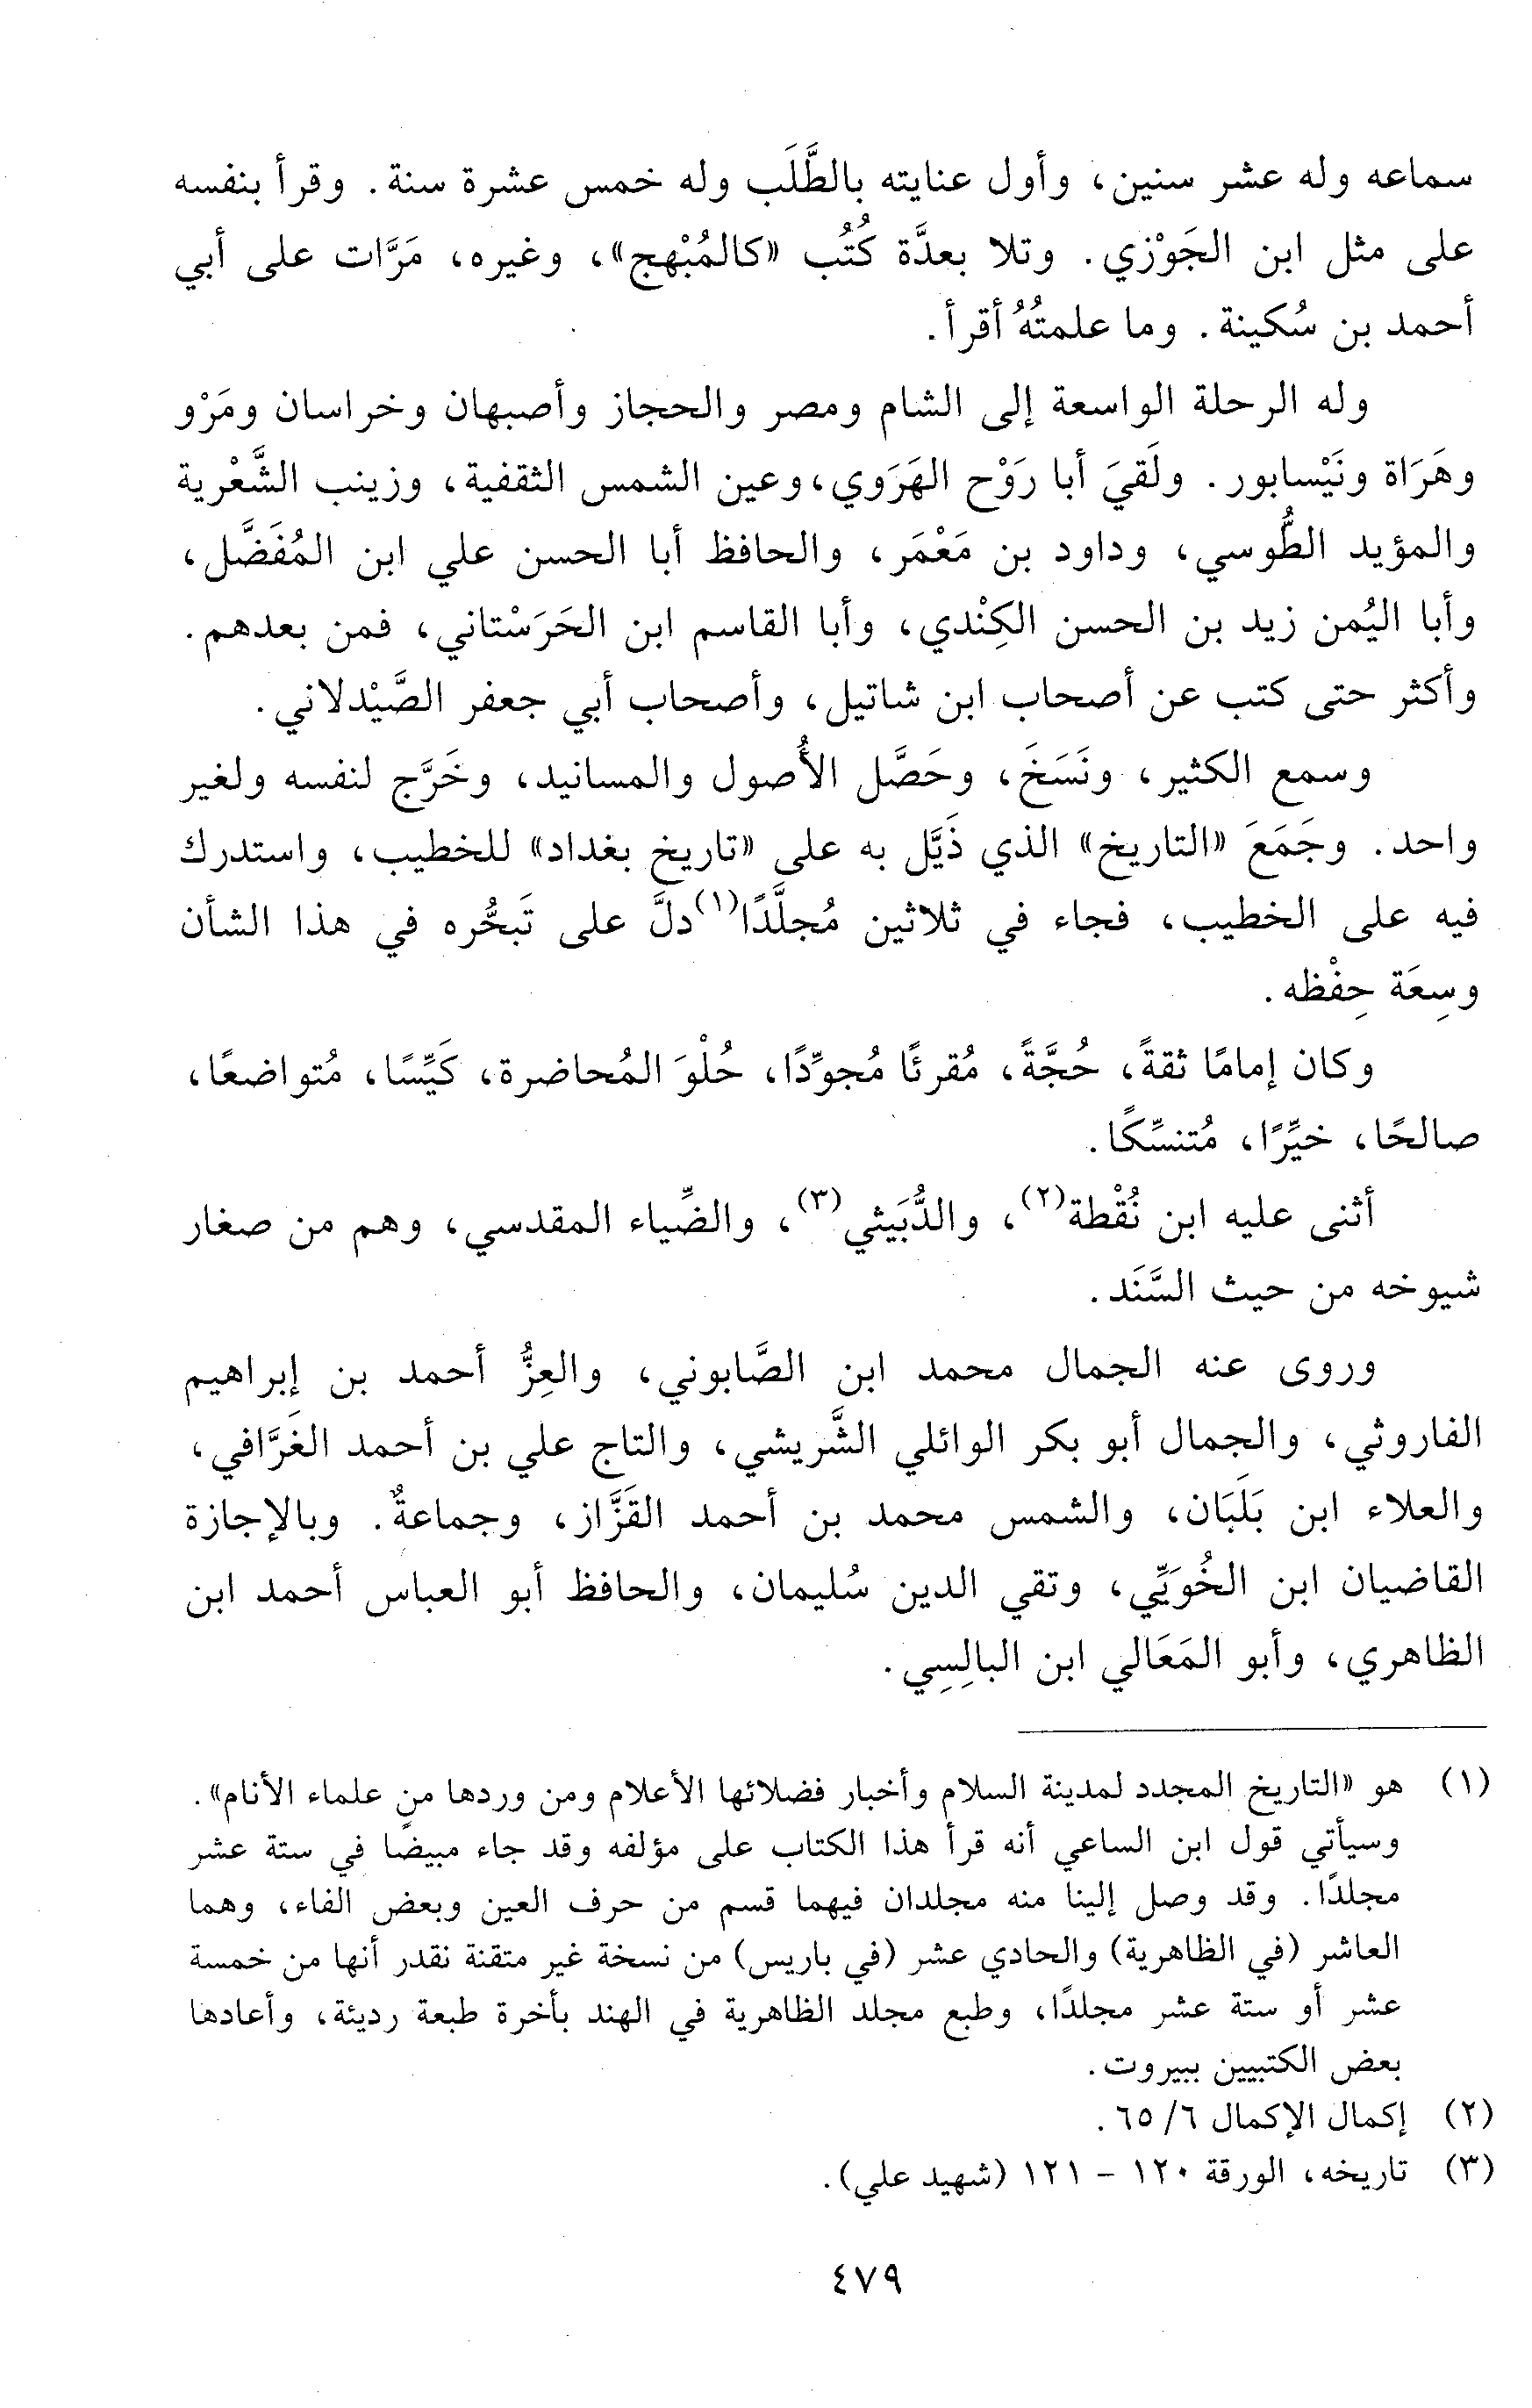 سماعه وله عشر سنين، وأول عنايته بالطَّلَب وله خمس عشرة سنة. وقرأ بنفسه
على مثل ابن الجَوْزي. وتلا بعدَّة كُتُب «كالمُبْهج»، وغيره، مَرَّات على أبي
أحمد بن سُكينة. وما علمتُهُ أقرأ.
وله الرحلة الواسعة إلى الشام ومصر والحجاز وأصبهان وخراسان ومَرْو
وهَرَاة ونَيْسابور. ولَقيَ أبا رَوْح الهَرَوي، وعين الشمس الثقفية، وزينب الشَّعْرية
والمؤيد الطُّوسي، وداود بن مَعْمَر، والحافظ أبا الحسن علي ابن المُفَضَّل،
وأبا اليُمن زيد بن الحسن الكِنْدي، وأبا القاسم ابن الحَرَسْتاني، فمن بعدهم.
وأكثر حتى كتب عن أصحاب ابن شاتيل، وأصحاب أبي جعفر الصَّيْدلاني.
وسمع الكثير، ونَسَخَ، وحَصَّل الأُصول والمسانيد، وخَرَّج لنفسه ولغير
واحد. وجَمَعَ «التاريخ» الذي ذَيَّل به على «تاريخ بغداد» للخطيب، واستدرك
فيه على الخطيب، فجاء في ثلاثين مُجلَّدًا(١) دلَّ على تَبحُّره في هذا الشأن
وسِعَة حِفْظه.
وكان إمامًا ثقةً، حُجَّةً، مُقرئًا مُجوِّدًا، حُلْوَ المُحاضرة، كَيِّسًا، مُتواضعًا،
صالحًا، خيِّرًا، مُتنسِّكًا.
أثنى عليه ابن نُقْطة(٢)، والدُّبَيثي(٣)، والضِّياء المقدسي، وهم من صغار
شيوخه من حيث السَّنَد.
وروى عنه الجمال محمد ابن الصَّابوني، والعِزُّ أحمد بن إبراهيم
الفاروثي، والجمال أبو بكر الوائلي الشَّريشي، والتاج علي بن أحمد الغَرَّافي،
والعلاء ابن بَلَبَان، والشمس محمد بن أحمد القَزَّاز، وجماعةٌ. وبالإجازة
القاضيان ابن الخُوَيِّي، وتقي الدين سُليمان، والحافظ أبو العباس أحمد ابن
الظاهري، وأبو المَعَالي ابن البالِسِي.
(١) هو «التاريخ المجدد لمدينة السلام وأخبار فضلائها الأعلام ومن وردها من علماء الأنام».
وسيأتي قول ابن الساعي أنه قرأ هذا الكتاب على مؤلفه وقد جاء مبيضًا في ستة عشر
مجلدًا. وقد وصل إلينا منه مجلدان فيهما قسم من حرف العين وبعض الفاء، وهما
العاشر (في الظاهرية) والحادي عشر (في باريس) من نسخة غير متقنة نقدر أنها من خمسة
عشر أو ستة عشر مجلدًا، وطبع مجلد الظاهرية في الهند بأخرة طبعة رديئة، وأعادها
بعض الكتبيين ببيروت.
(٢) إكمال الإكمال ٦/ ٦٥.
(٣) تاريخه، الورقة ١٢٠ - ١٢١ (شهيد علي).
٤٧٩